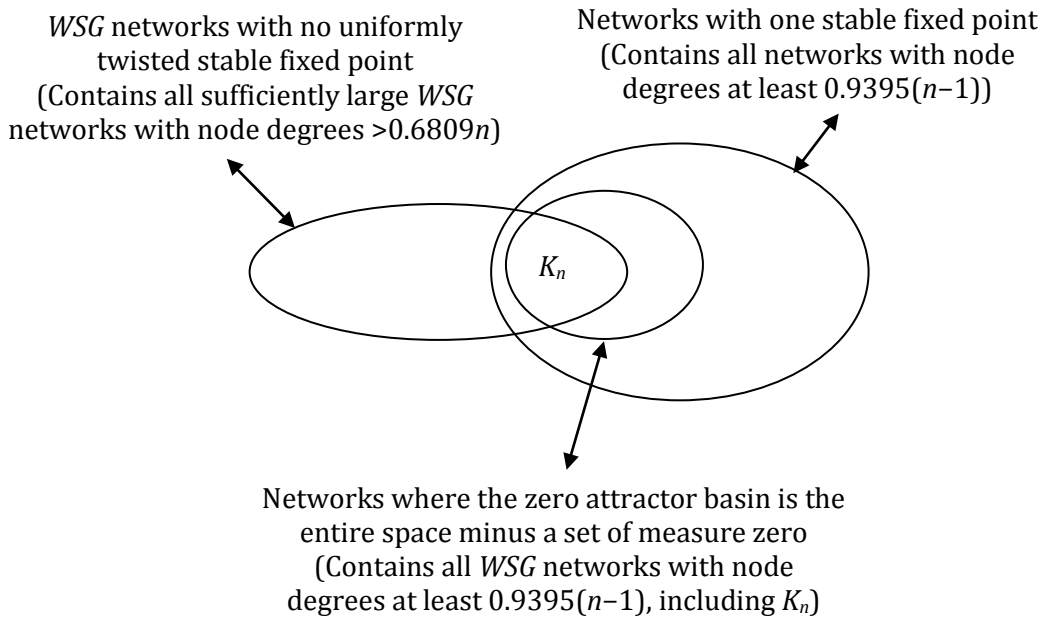 WSG networks with no uniformly
twisted stable fixed point
(Contains all sufficiently large WSG
networks with node degrees >0.6809n)
Networks with one stable fixed point
(Contains all networks with node
degrees at least 0.9395(n–1))
Kn
Networks where the zero attractor basin is the
entire space minus a set of measure zero
(Contains all WSG networks with node
degrees at least 0.9395(n–1), including Kn)